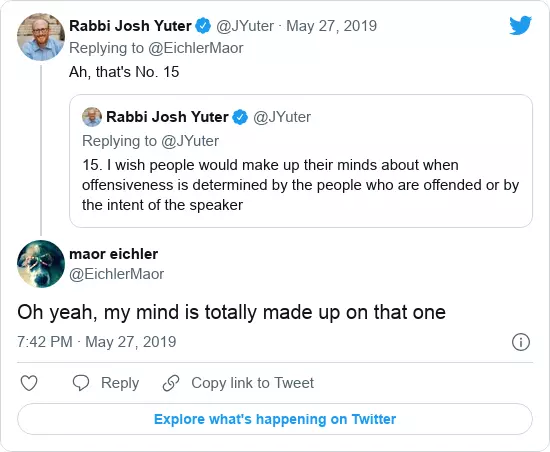 Rabbi Josh Yuter @JYuter · May 27, 2019
Replying to @EichlerMaor
Ah, that's No. 15
Rabbi Josh Yuter @JYuter
Replying to @JYuter
15. I wish people would make up their minds about when
offensiveness is determined by the people who are offended or by
the intent of the speaker
maor eichler
@EichlerMaor
Oh yeah, my mind is totally made up on that one
7:42 PM · May 27, 2019
Reply Copy link to Tweet
Explore what's happening on Twitter